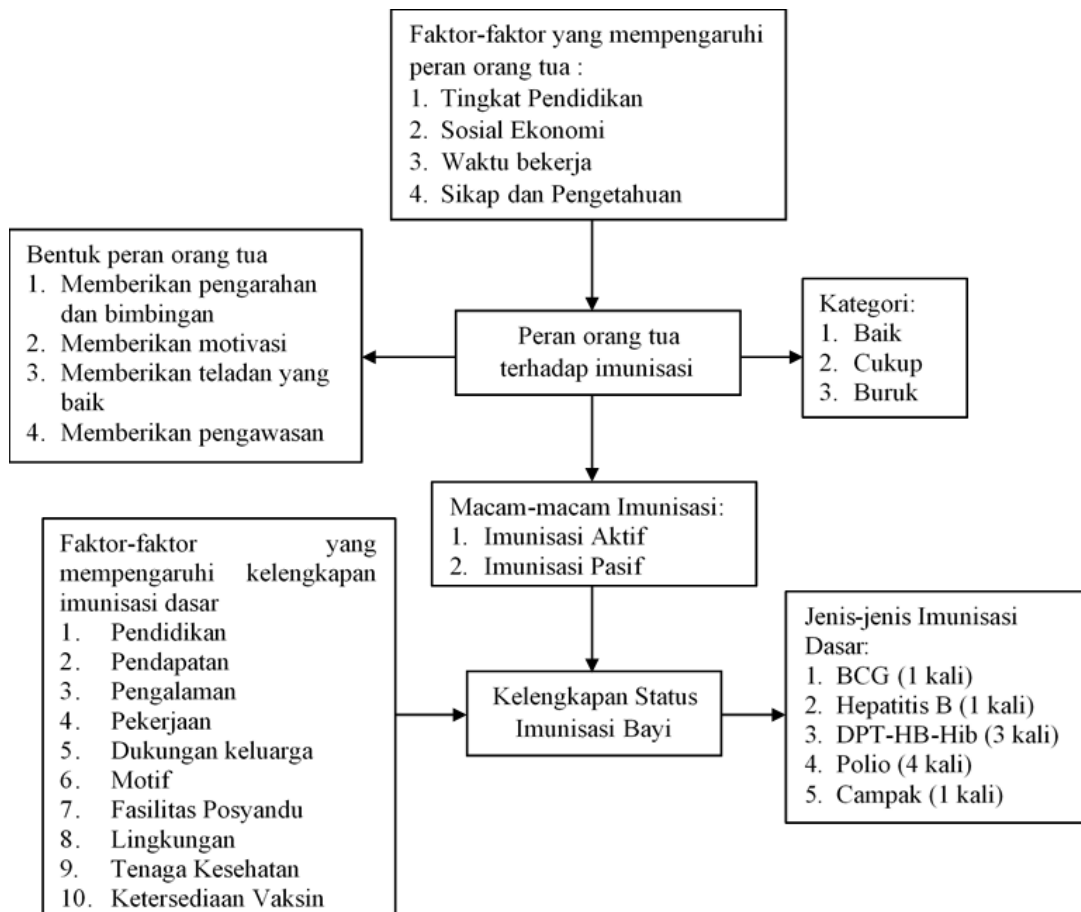 Faktor-faktor yang mempengaruhi
peran orang tua :
1. Tingkat Pendidikan
2. Sosial Ekonomi
3. Waktu bekerja
4. Sikap dan Pengetahuan
Bentuk peran orang tua
1. Memberikan pengarahan
dan bimbingan
2. Memberikan motivasi
3. Memberikan teladan yang
baik
4. Memberikan pengawasan
Peran orang tua
terhadap imunisasi
Kategori:
1. Baik
2. Cukup
3. Buruk
Macam-macam Imunisasi:
1. Imunisasi Aktif
2. Imunisasi Pasif
Faktor-faktor yang
mempengaruhi kelengkapan
imunisasi dasar
1. Pendidikan
2. Pendapatan
3. Pengalaman
4. Pekerjaan
5. Dukungan keluarga
6. Motif
7. Fasilitas Posyandu
8. Lingkungan
9. Tenaga Kesehatan
10. Ketersediaan Vaksin
Kelengkapan Status
Imunisasi Bayi
Jenis-jenis Imunisasi
Dasar:
1. BCG (1 kali)
2. Hepatitis B (1 kali)
3. DPT-HB-Hib (3 kali)
4. Polio (4 kali)
5. Campak (1 kali)